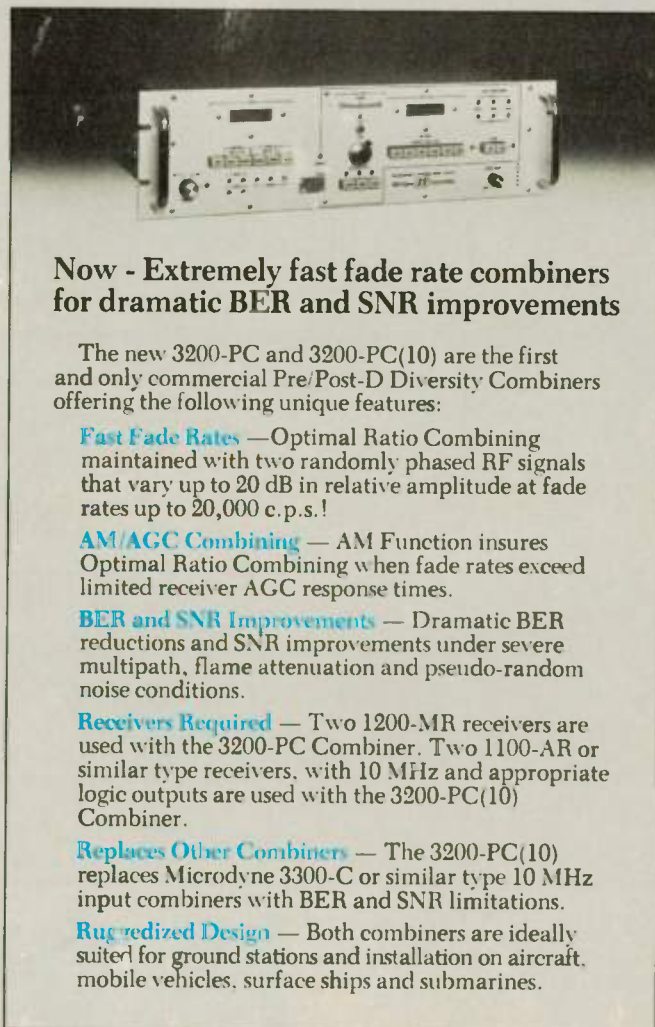 Now - Extremely fast fade rate combiners
for dramatic BER and SNR improvements
The new 3200-PC and 3200-PC(10) are the first
and only commercial Pre/Post-D Diversity Combiners
offering the following unique features:
Fast Fade Rates — Optimal Ratio Combining
maintained with two randomly phased RF signals
that vary up to 20 dB in relative amplitude at fade
rates up to 20,000 c.p.s.!
AM/AGC Combining — AM Function insures
Optimal Ratio Combining when fade rates exceed
limited receiver AGC response times.
BER and SNR Improvements — Dramatic BER
reductions and SNR improvements under severe
multipath, flame attenuation and pseudo-random
noise conditions.
Receivers Required — Two 1200-MR receivers are
used with the 3200-PC Combiner. Two 1100-AR or
similar type receivers, with 10 MHz and appropriate
logic outputs are used with the 3200-PC(10)
Combiner.
Replaces Other Combiners — The 3200-PC(10)
replaces Microdyne 3300-C or similar type 10 MHz
input combiners with BER and SNR limitations.
Ruggedized Design — Both combiners are ideally
suited for ground stations and installation on aircraft,
mobile vehicles, surface ships and submarines.